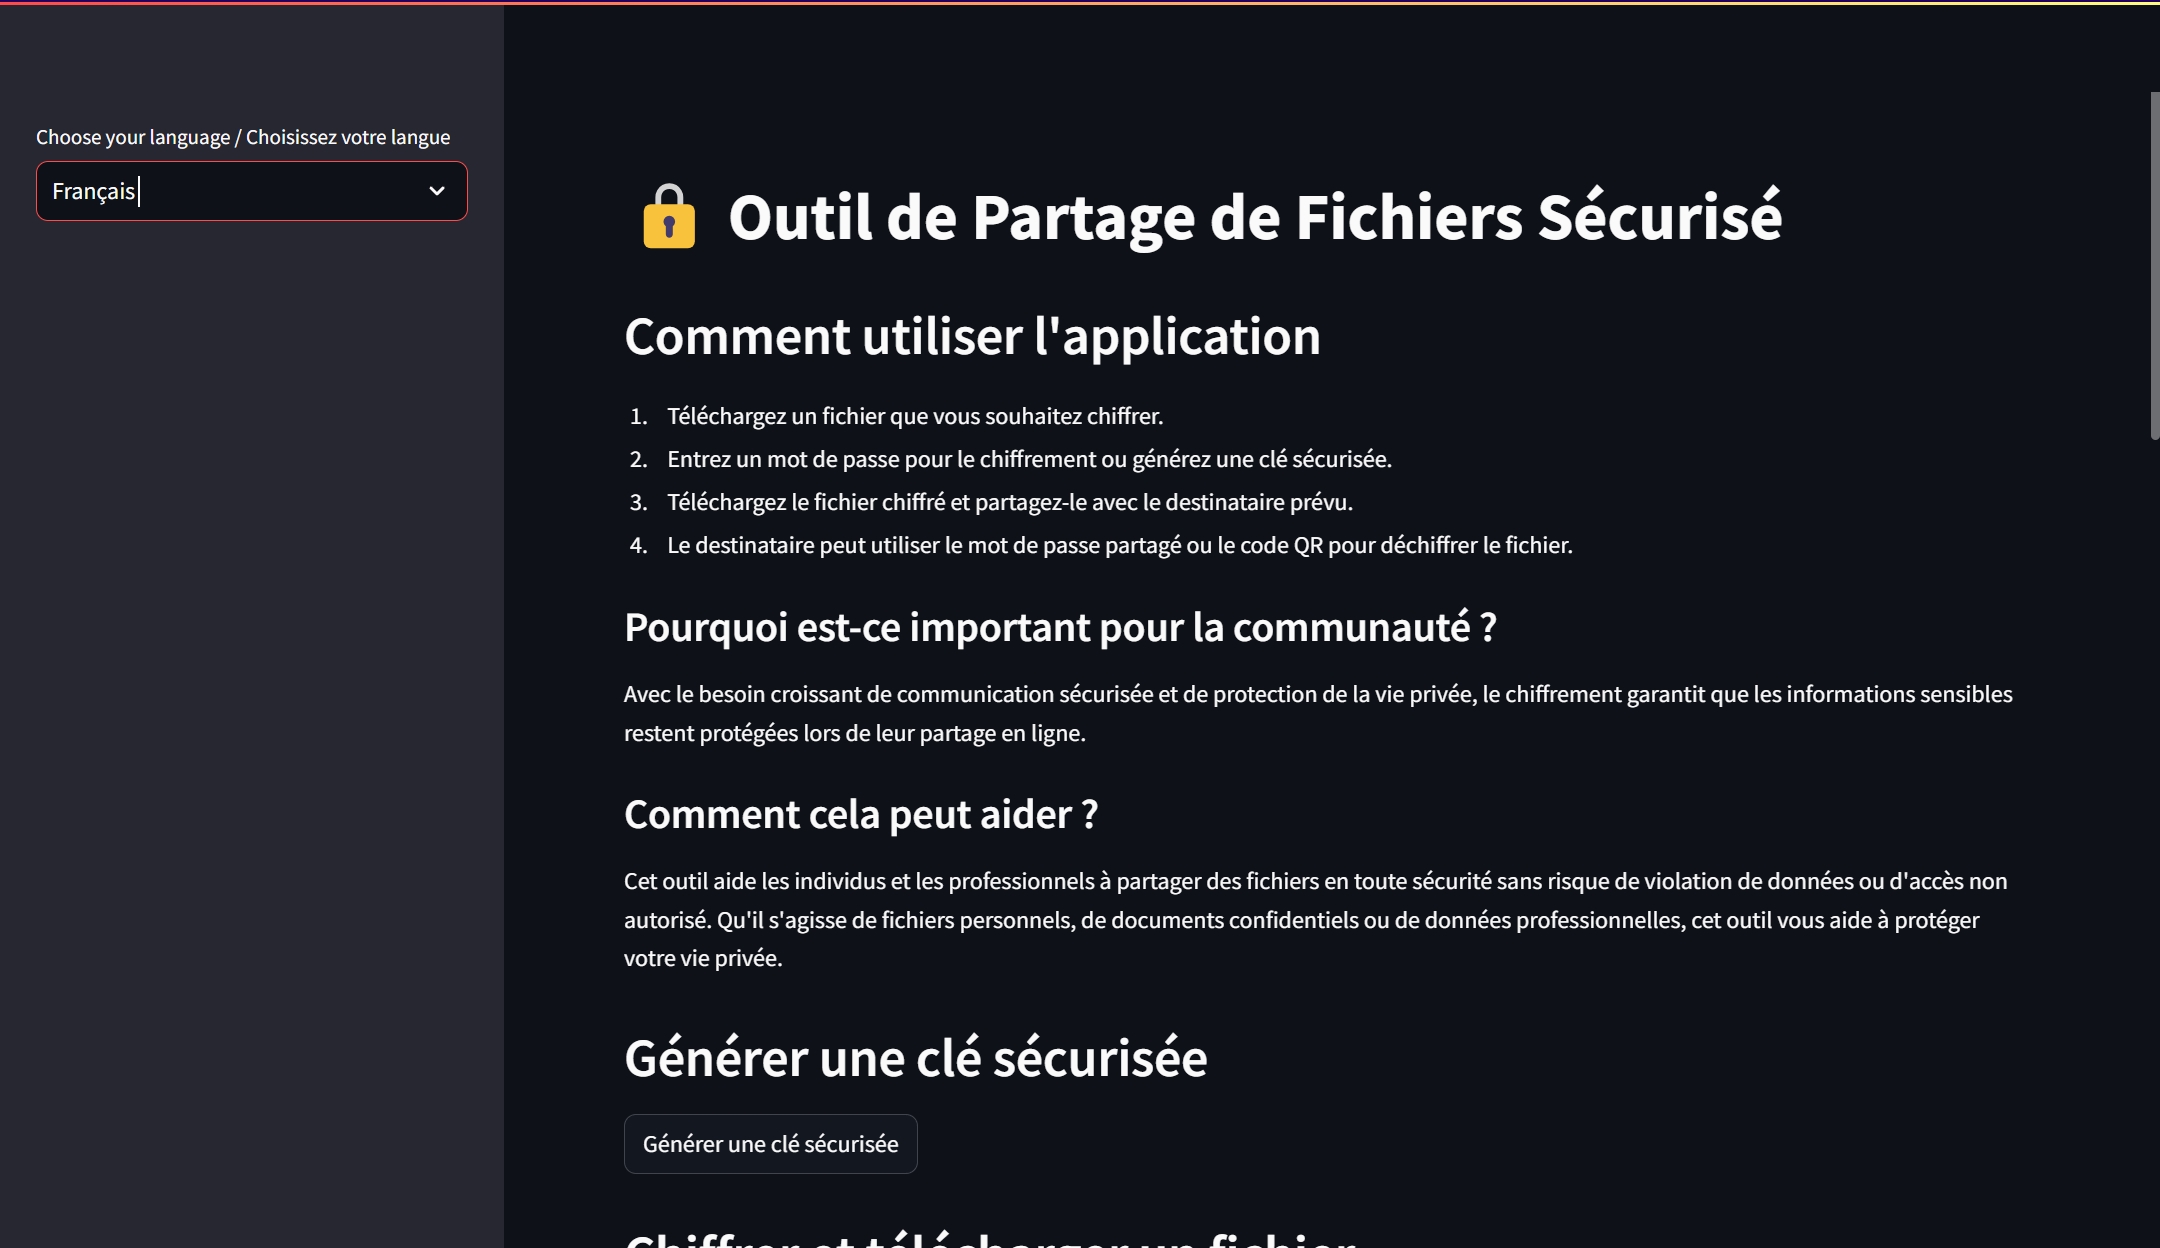 Choose your language / Choisissez votre langue
Français
Outil de Partage de Fichiers Sécurisé
Comment utiliser l'application
1. Téléchargez un fichier que vous souhaitez chiffrer.
2. Entrez un mot de passe pour le chiffrement ou générez une clé sécurisée.
3. Téléchargez le fichier chiffré et partagez-le avec le destinataire prévu.
4. Le destinataire peut utiliser le mot de passe partagé ou le code QR pour déchiffrer le fichier.
Pourquoi est-ce important pour la communauté ?
Avec le besoin croissant de communication sécurisée et de protection de la vie privée, le chiffrement garantit que les informations sensibles
restent protégées lors de leur partage en ligne.
Comment cela peut aider ?
Cet outil aide les individus et les professionnels à partager des fichiers en toute sécurité sans risque de violation de données ou d'accès non
autorisé. Qu'il s'agisse de fichiers personnels, de documents confidentiels ou de données professionnelles, cet outil vous aide à protéger
votre vie privée.
Générer une clé sécurisée
Générer une clé sécurisée
Chiffrer et télécharger un fichier